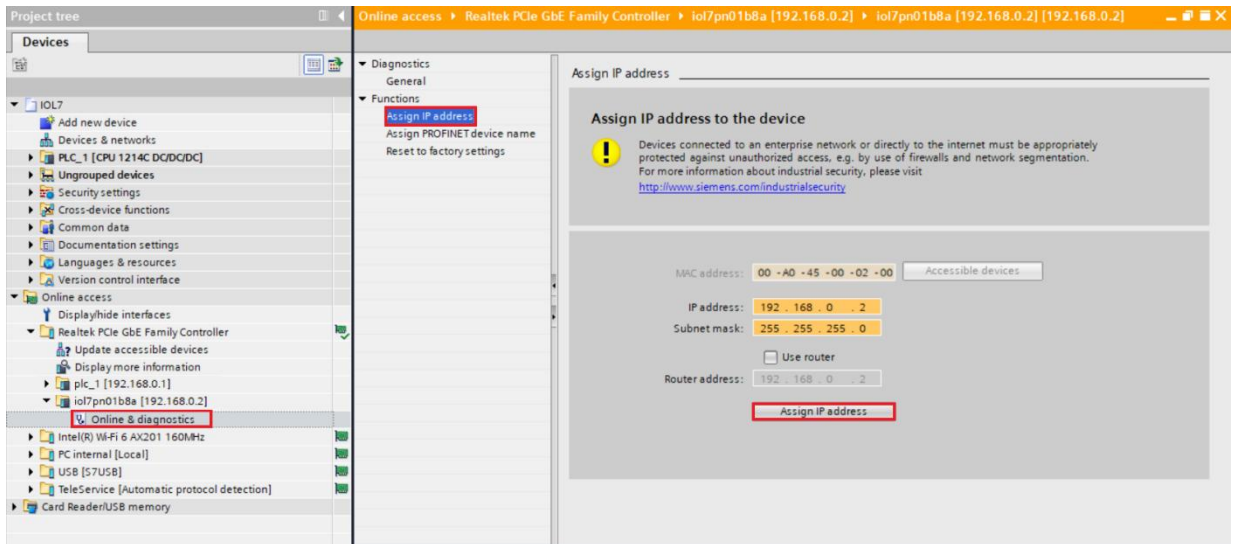 Project tree
Devices
IOL7
Add new device
Devices & networks
PLC_1 [CPU 1214C DC/DC/DC]
Ungrouped devices
Security settings
Cross-device functions
Common data
Documentation settings
Languages & resources
Version control interface
Online access
Display/hide interfaces
Realtek PCIe GbE Family Controller
Update accessible devices
Display more information
plc_1 [192.168.0.1]
iol7pn01b8a [192.168.0.2]
Online & diagnostics
Intel(R) Wi-Fi 6 AX201 160MHz
PC internal [Local]
USB [S7USB]
TeleService [Automatic protocol detection]
Card Reader/USB memory
Online access ▸ Realtek PCIe GbE Family Controller ▸ iol7pn01b8a [192.168.0.2] ▸ iol7pn01b8a [192.168.0.2] [192.168.0.2]
Diagnostics
General
Functions
Assign IP address
Assign PROFINET device name
Reset to factory settings
Assign IP address
Assign IP address to the device
Devices connected to an enterprise network or directly to the internet must be appropriately
protected against unauthorized access, e.g. by use of firewalls and network segmentation.
For more information about industrial security, please visit
http://www.siemens.com/industrialsecurity
MAC address: 00 -A0 -45 -00 -02 -00 Accessible devices
IP address: 192 . 168 . 0 . 2
Subnet mask: 255 . 255 . 255 . 0
Use router
Router address: 192 . 168 . 0 . 2
Assign IP address